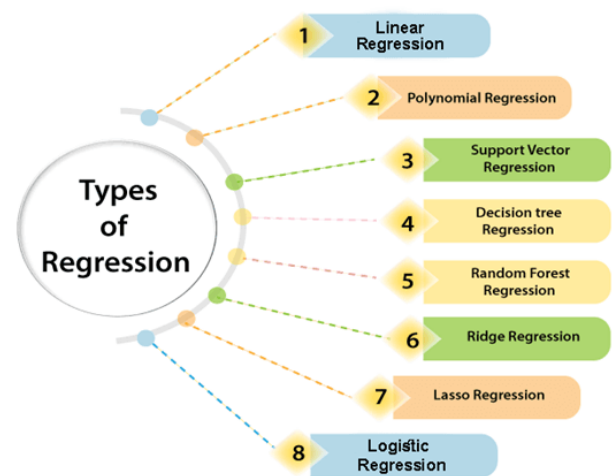 Types
of
Regression
1
Linear
Regression
2
Polynomial Regression
3
Support Vector
Regression
4
Decision tree
Regression
5
Random Forest
Regression
6
Ridge Regression
7
Lasso Regression
8
Logistic
Regression